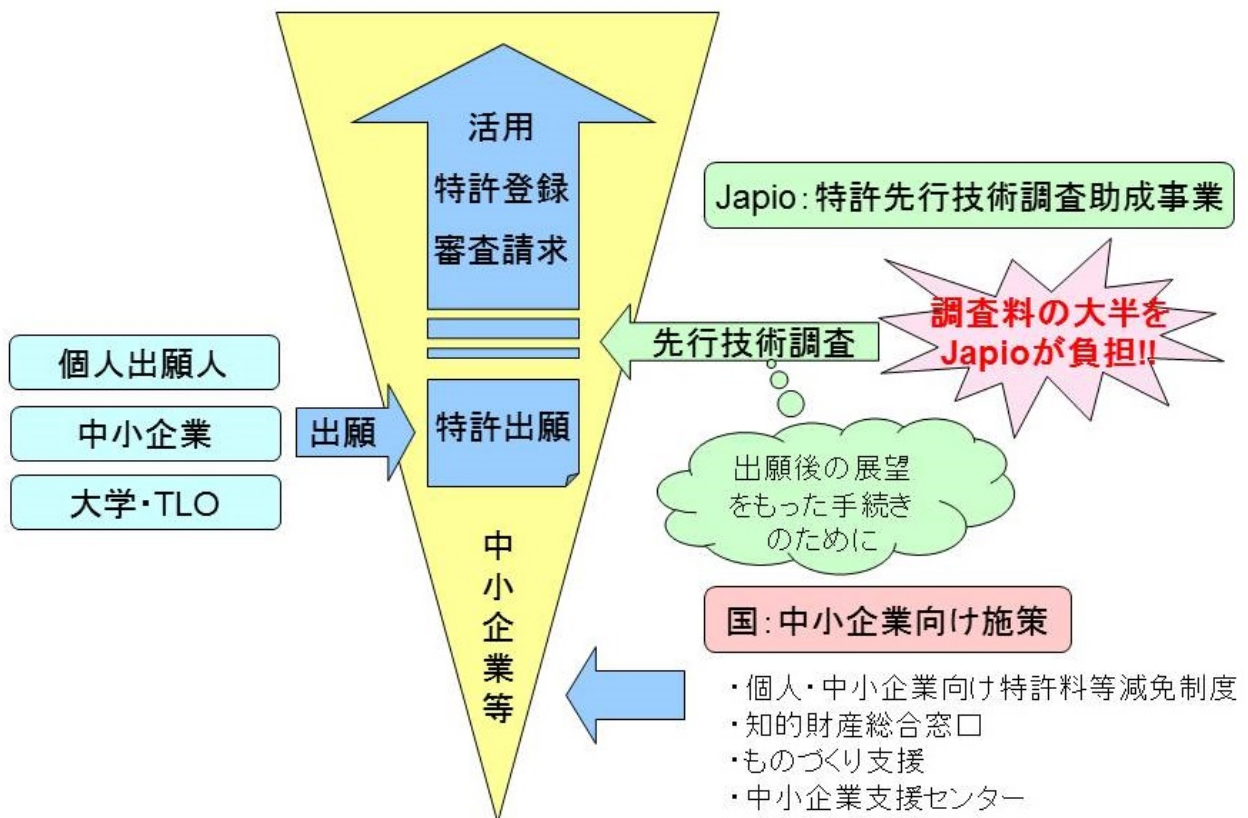 活用
特許登録
審査請求
Japio:特許先行技術調査助成事業
調査料の大半を
Japioが負担!!
先行技術調査
個人出願人
中小企業
大学・TLO
出願
特許出願
出願後の展望
をもった手続き
のために
中小企業等
国:中小企業向け施策
・個人・中小企業向け特許料等減免制度
・知的財産総合窓口
・ものづくり支援
・中小企業支援センター